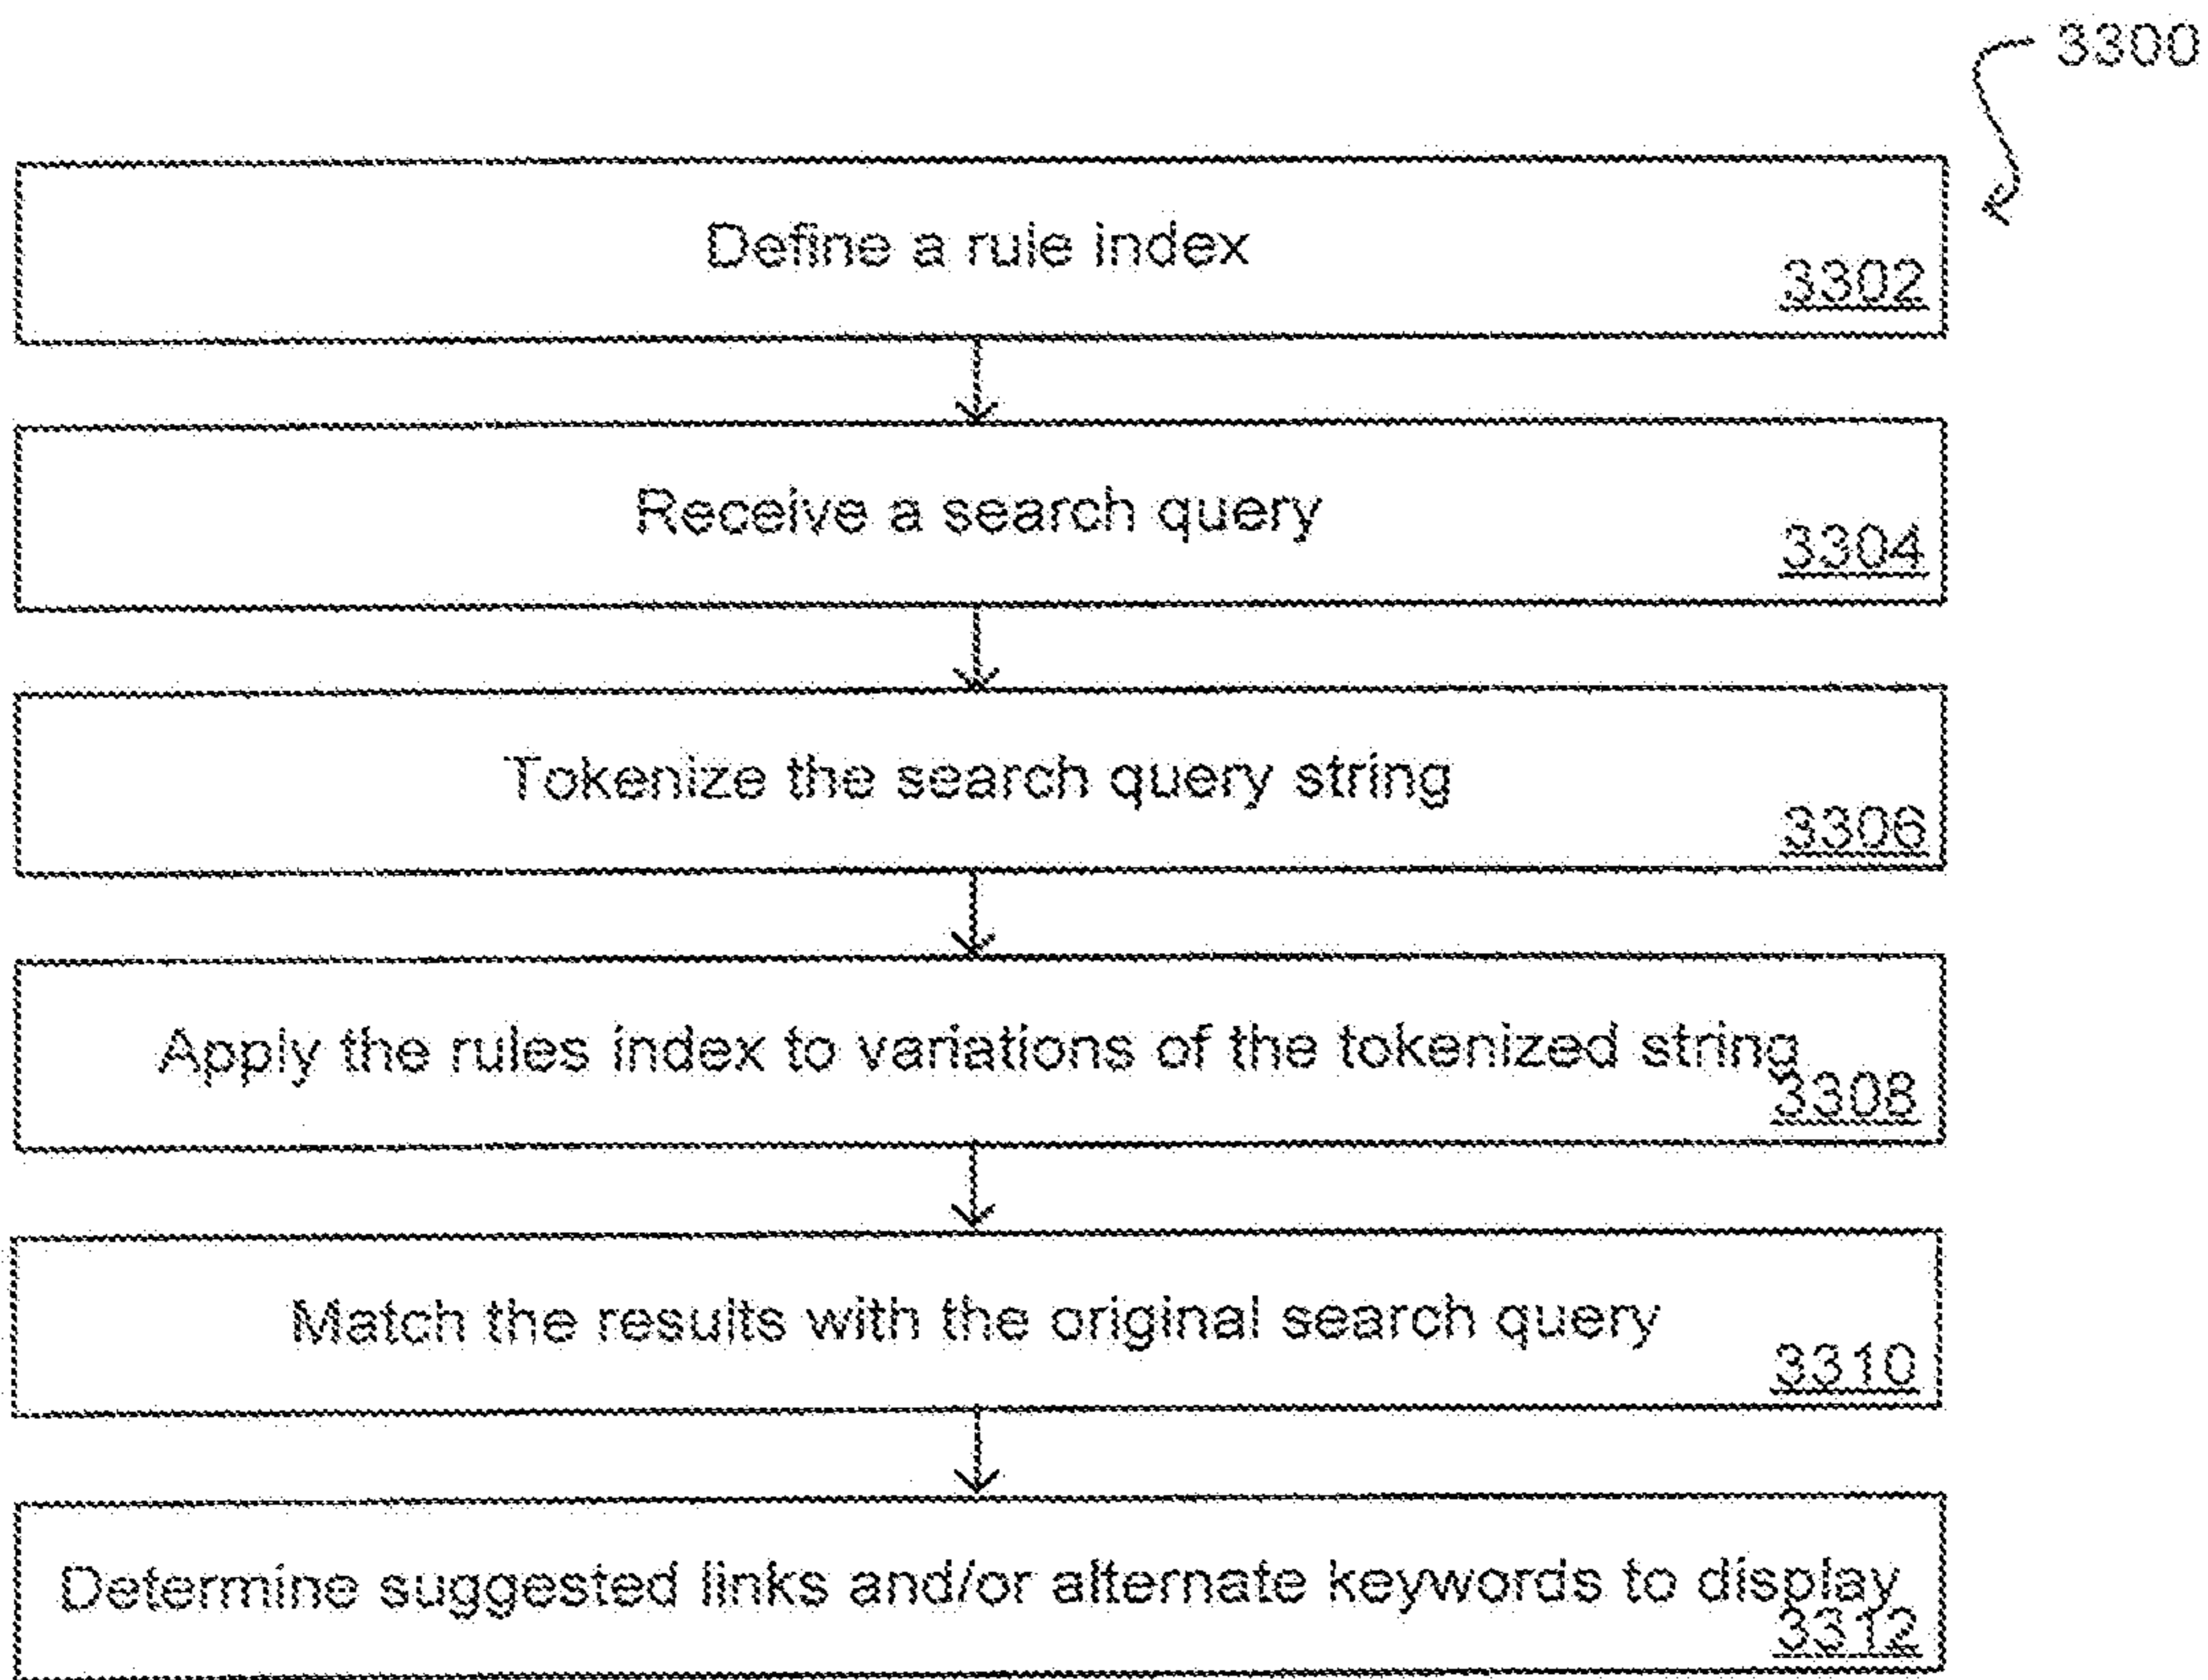 3300
Define a rule index
3302
Receive a search query
3304
Tokenize the search query string
3306
Apply the rules index to variations of the tokenized string
3308
Match the results with the original search query
3310
Determine suggested links and/or alternate keywords to display
3312